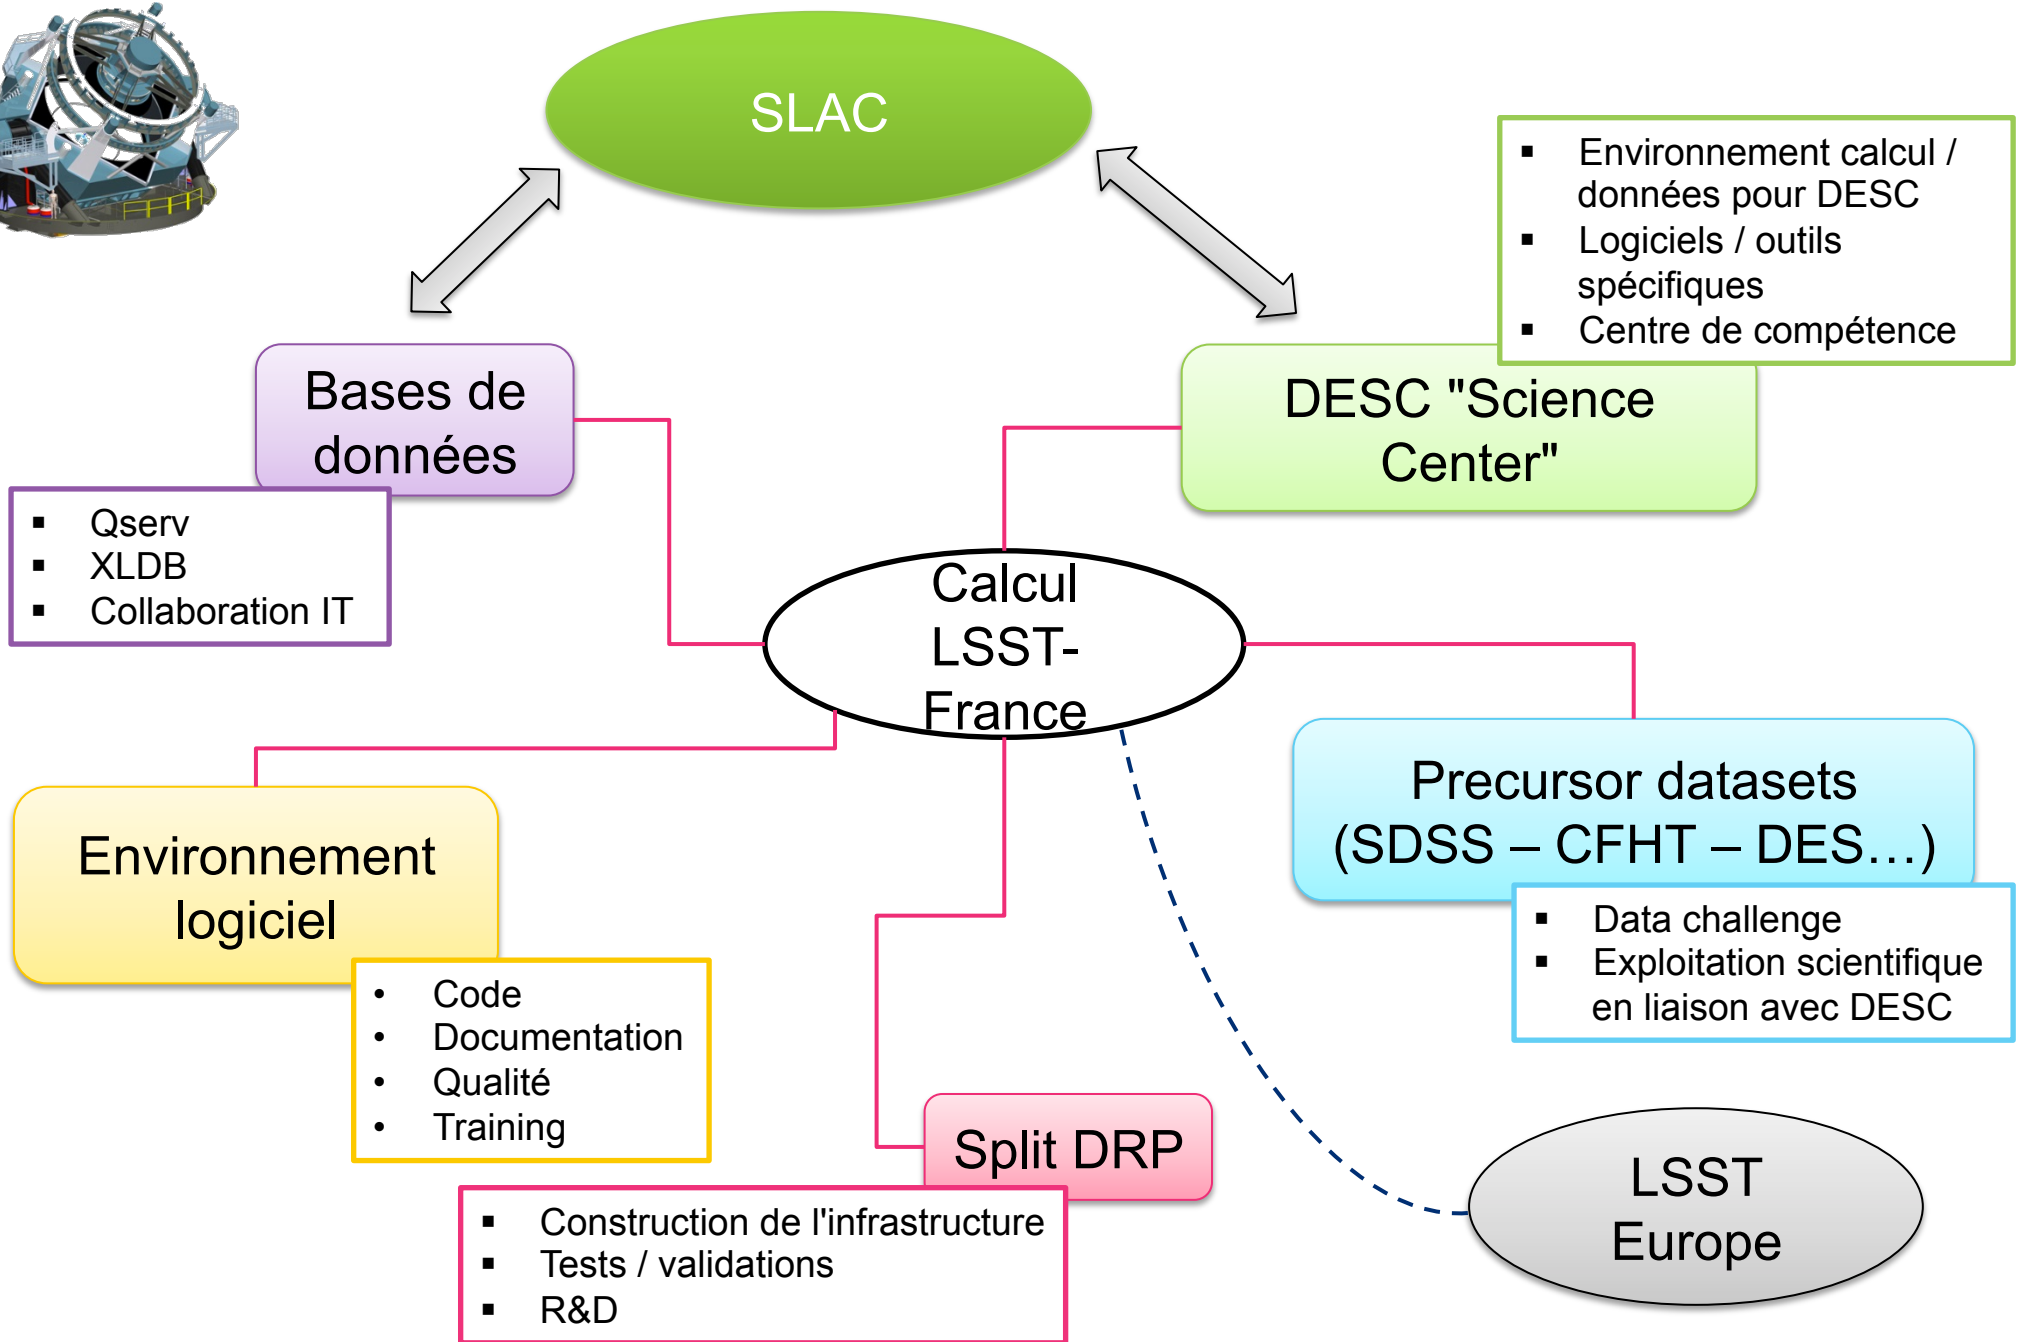 SLAC
▪ Environnement calcul /
données pour DESC
▪ Logiciels / outils
spécifiques
▪ Centre de compétence
Bases de
données
DESC "Science
Center"
▪ Qserv
▪ XLDB
▪ Collaboration IT
Calcul
LSST-
France
Precursor datasets
(SDSS – CFHT – DES…)
Environnement
logiciel
▪ Data challenge
▪ Exploitation scientifique
en liaison avec DESC
• Code
• Documentation
• Qualité
• Training
Split DRP
▪ Construction de l'infrastructure
▪ Tests / validations
▪ R&D
LSST
Europe